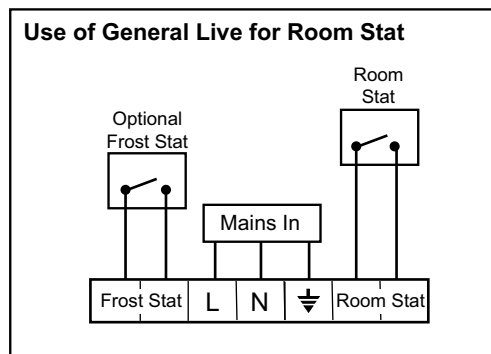 Use of General Live for Room Stat
Room
Stat
Optional
Frost Stat
Mains In
Frost Stat L N Room Stat